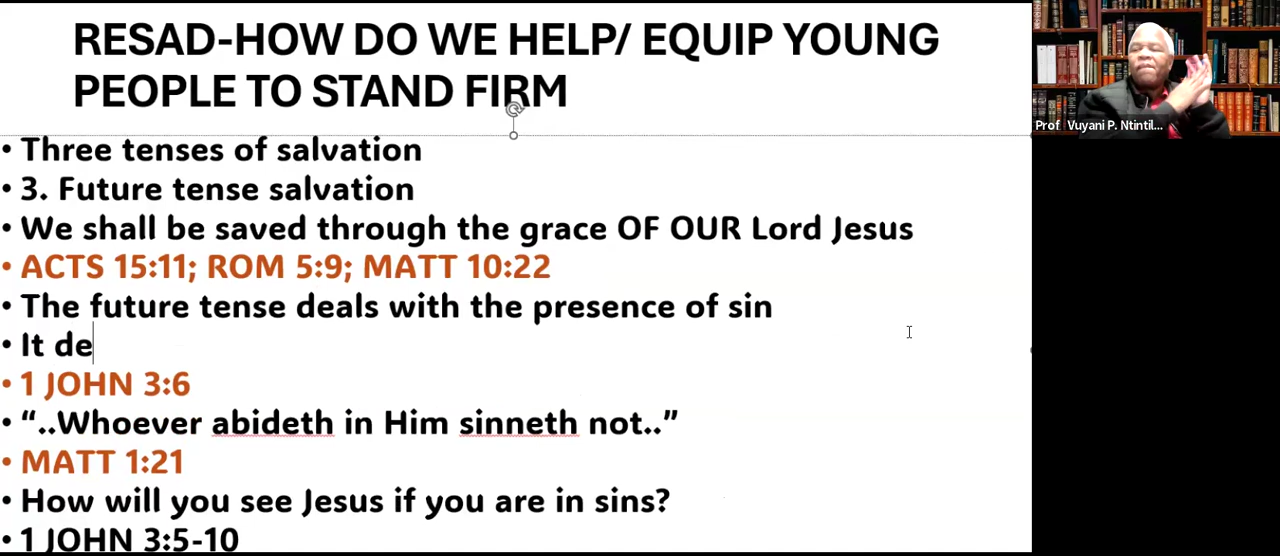 RESAD-HOW DO WE HELP/ EQUIP YOUNG
PEOPLE TO STAND FIRM
• Three tenses of salvation
• 3. Future tense salvation
• We shall be saved through the grace OF OUR Lord Jesus
• ACTS 15:11; ROM 5:9; MATT 10:22
• The future tense deals with the presence of sin
• It de
• 1 JOHN 3:6
• “..Whoever abideth in Him sinneth not..”
• MATT 1:21
• How will you see Jesus if you are in sins?
• 1 JOHN 3:5-10
Prof Vuyani P. Ntintil...